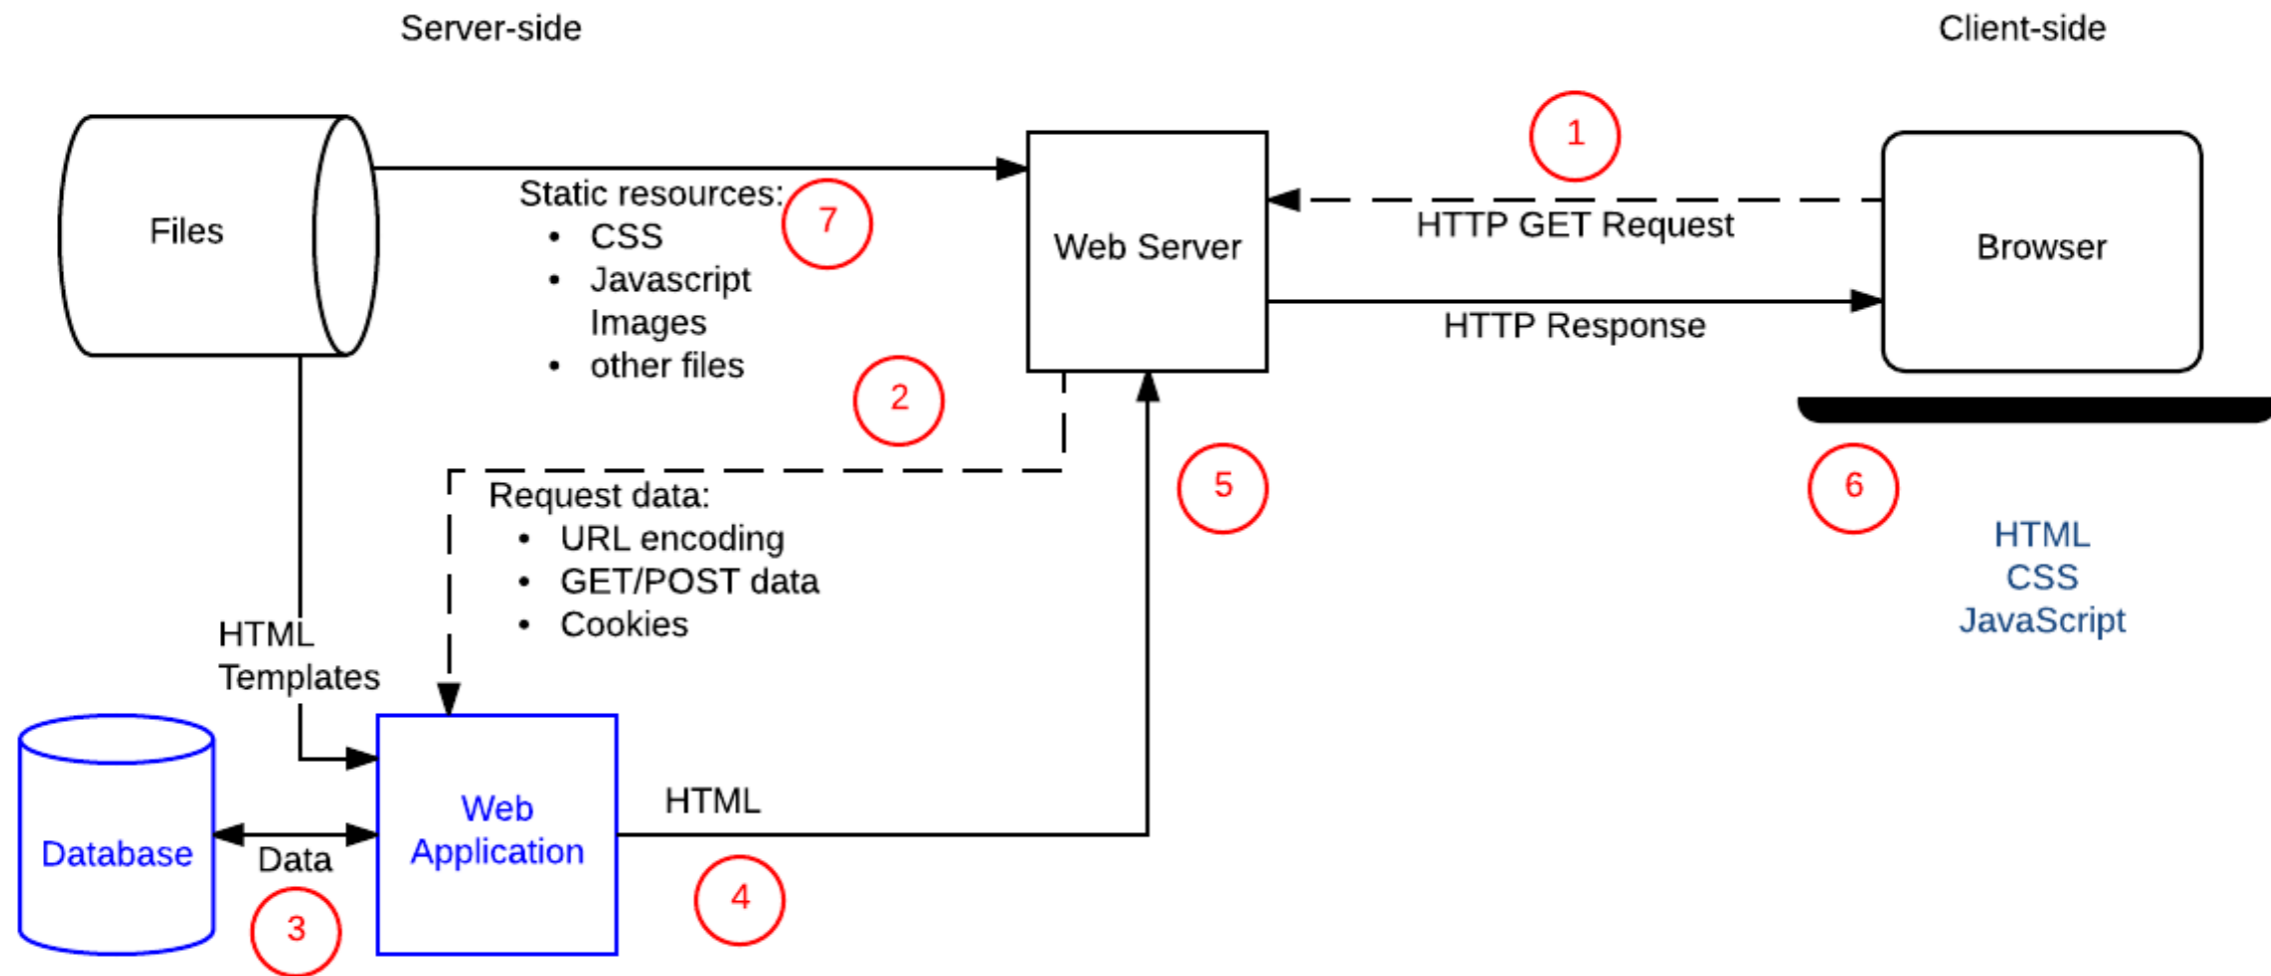 Server-side
Client-side
1
Files
Static resources:
• CSS
• Javascript
Images
• other files
7
Web Server
HTTP GET Request
HTTP Response
Browser
2
5
6
Request data:
• URL encoding
• GET/POST data
• Cookies
HTML
CSS
JavaScript
HTML
Templates
Database
Data
3
Web
Application
HTML
4